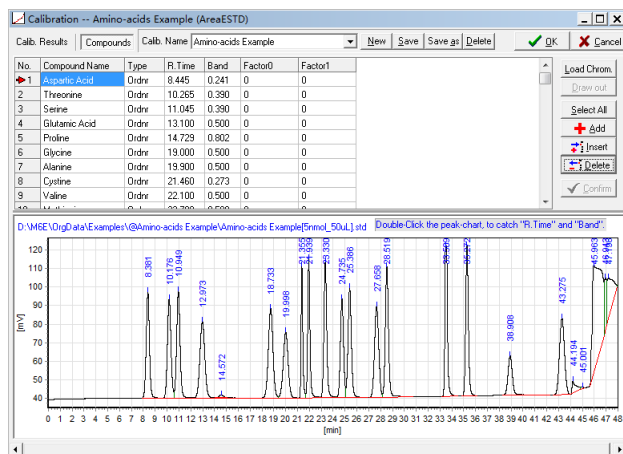 Calibration -- Amino-acids Example (AreaESTD)
Calib. Results Compounds Calib. Name Amino-acids Example New Save Save as Delete OK Cancel
No. Compound Name Type R.Time Band Factor0 Factor1
1 Aspartic Acid Ordnr 8.445 0.241 0 0
2 Threonine Ordnr 10.265 0.390 0 0
3 Serine Ordnr 11.045 0.390 0 0
4 Glutamic Acid Ordnr 13.100 0.500 0 0
5 Proline Ordnr 14.729 0.802 0 0
6 Glycine Ordnr 19.000 0.500 0 0
7 Alanine Ordnr 19.900 0.500 0 0
8 Cystine Ordnr 21.460 0.273 0 0
9 Valine Ordnr 22.100 0.500 0 0
Load Chrom.
Draw out
Select All
Add
Insert
Delete
Confirm
D:\M6E\OrgData\Examples\@Amino-acids Example\Amino-acids Example[5nmol_50uL].std Double-Click the peak-chart, to catch "R.Time" and "Band".
[mV]
120
110
100
90
80
70
60
50
40
8.381
10.176
10.949
12.973
14.572
18.733
19.998
21.355
21.939
23.330
24.735
25.386
27.658
28.519
35.272
38.908
43.275
44.194
45.001
45.963
0 1 2 3 4 5 6 7 8 9 10 11 12 13 14 15 16 17 18 19 20 21 22 23 24 25 26 27 28 29 30 31 32 33 34 35 36 37 38 39 40 41 42 43 44 45 46 47 48
[min]